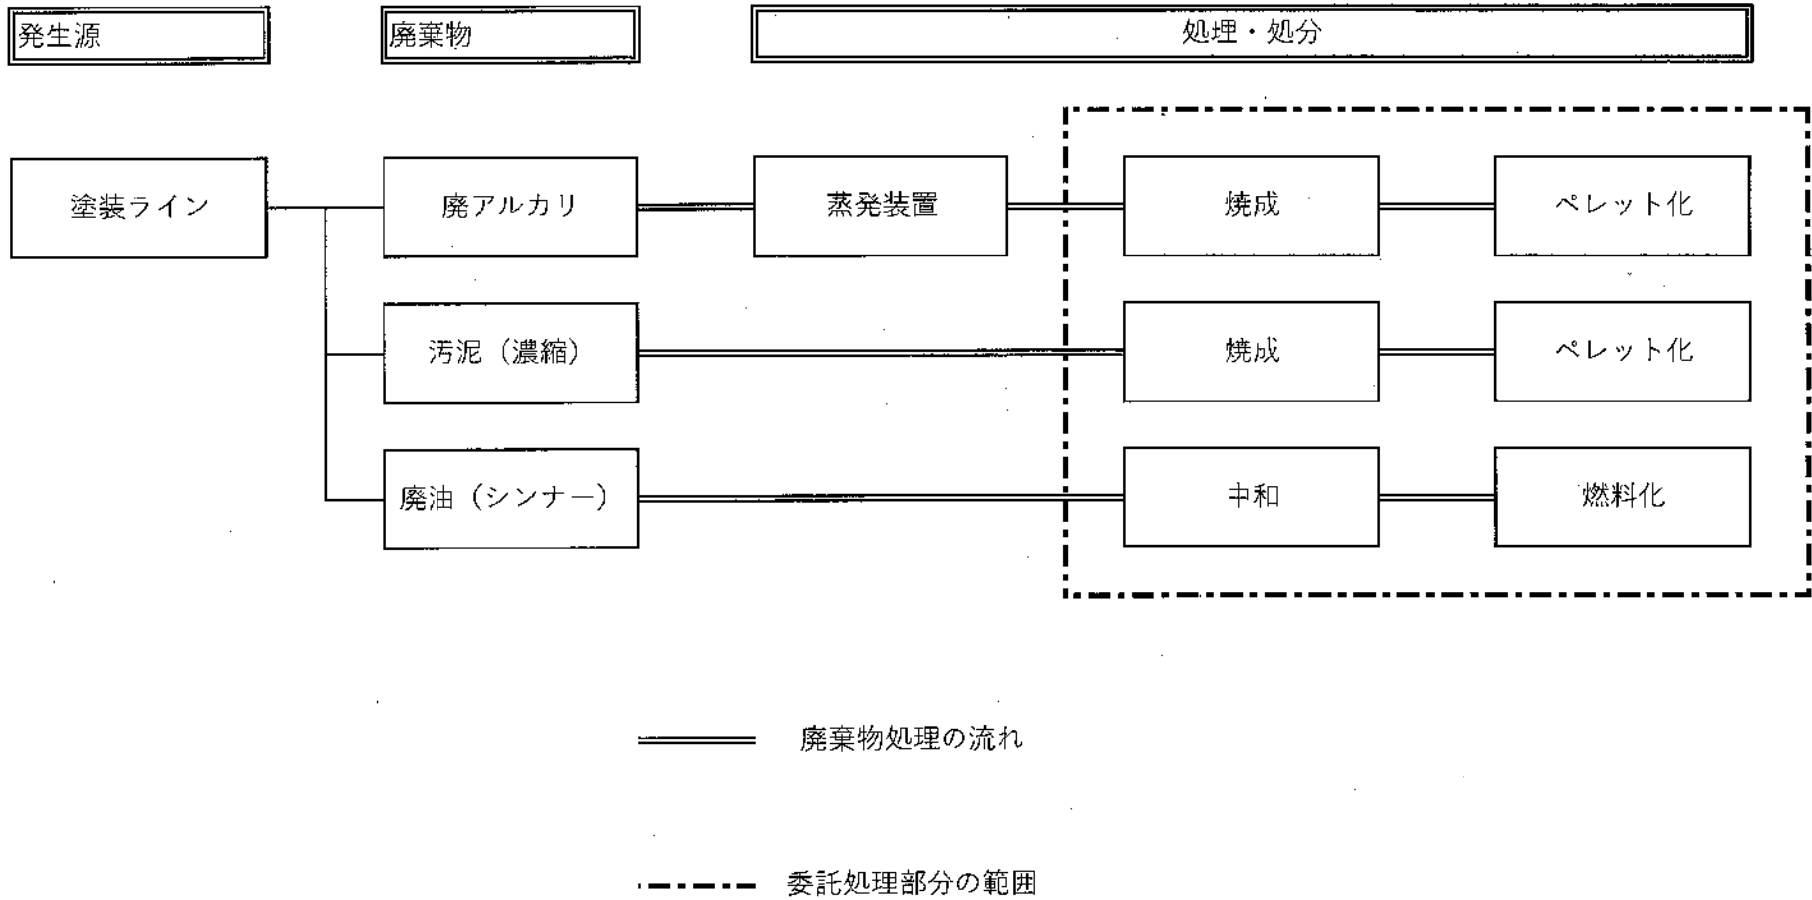 発生源
廃棄物
処理・処分
塗装ライン
廃アルカリ
蒸発装置
焼成
ペレット化
汚泥（濃縮）
焼成
ペレット化
廃油（シンナー）
中和
燃料化
廃棄物処理の流れ
委託処理部分の範囲